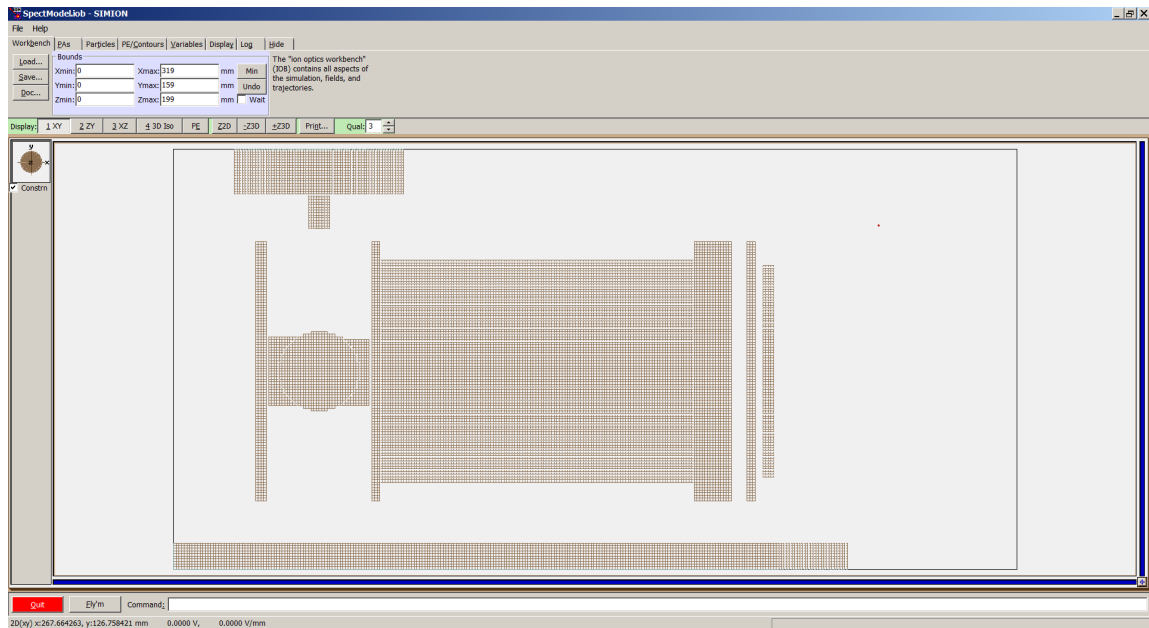 SpectModel.iob - SIMION
File Help
Workbench PAs Particles PE/Contours Variables Display Log Hide
Load...
Save...
Doc...
Bounds
Xmin: 0 Xmax: 319 mm Min
Ymin: 0 Ymax: 159 mm Undo
Zmin: 0 Zmax: 199 mm Wait
The "ion optics workbench"
(IOB) contains all aspects of
the simulation, fields, and
trajectories.
Display: 1 XY 2 ZY 3 XZ 4 3D Iso PE Z2D -Z3D +Z3D Print... Qual: 3
y
z x
Constrn
Quit Fly'm Command:
2D(xy) x:267.664263, y:126.758421 mm 0.0000 V, 0.0000 V/mm